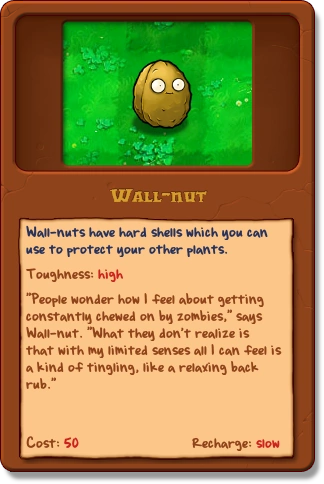 Wall-nut
Wall-nuts have hard shells which you can
use to protect your other plants.
Toughness: high
"People wonder how I feel about getting
constantly chewed on by zombies," says
Wall-nut. "What they don't realize is
that with my limited senses all I can feel is
a kind of tingling, like a relaxing back
rub."
Cost: 50 Recharge: slow